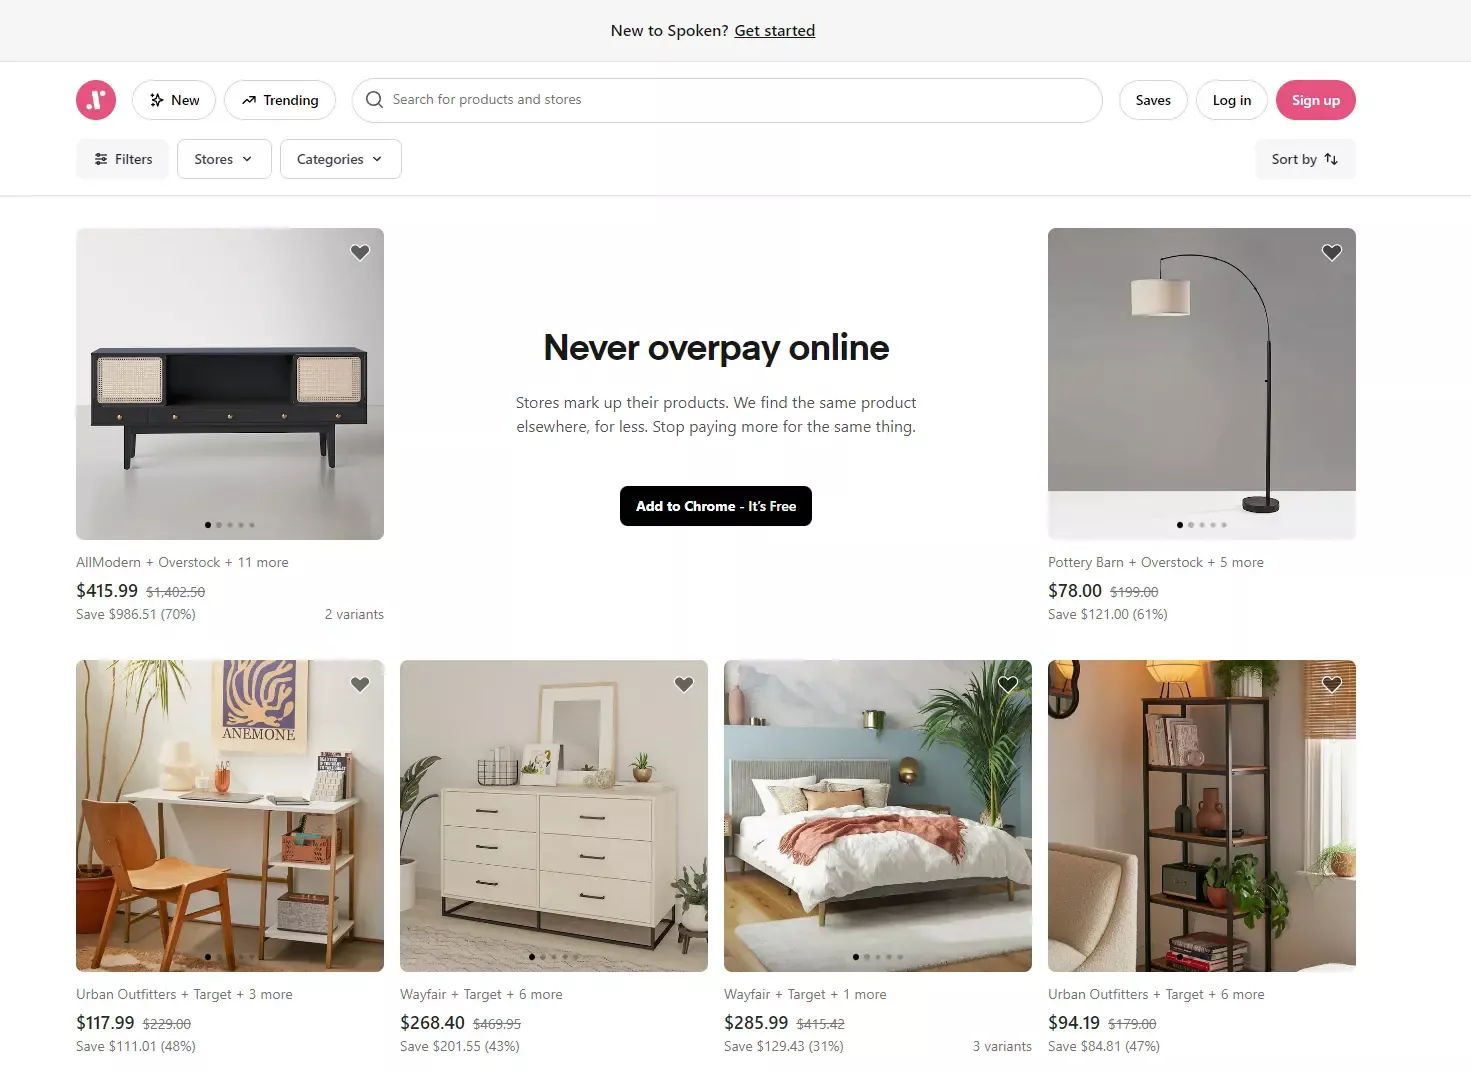 New to Spoken? Get started
New
Trending
Search for products and stores
Saves
Log in
Sign up
Filters
Stores
Categories
Sort by
Never overpay online
Stores mark up their products. We find the same product
elsewhere, for less. Stop paying more for the same thing.
Add to Chrome - It's Free
AllModern + Overstock + 11 more
$415.99 $1,402.50
Save $986.51 (70%)
2 variants
Pottery Barn + Overstock + 5 more
$78.00 $199.00
Save $121.00 (61%)
ANEMONE
Urban Outfitters + Target + 3 more
$117.99 $229.00
Save $111.01 (48%)
Wayfair + Target + 6 more
$268.40 $469.95
Save $201.55 (43%)
Wayfair + Target + 1 more
$285.99 $415.42
Save $129.43 (31%)
3 variants
Urban Outfitters + Target + 6 more
$94.19 $179.00
Save $84.81 (47%)